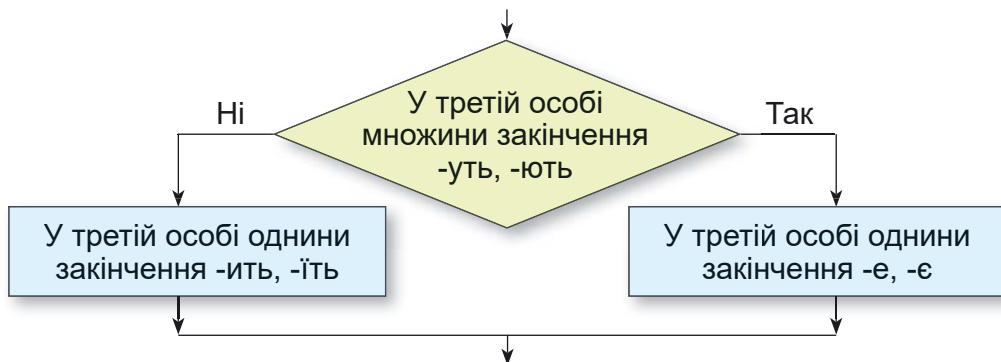 У третій особі
множини закінчення
-уть, -ють
Ні
Так
У третій особі однини
закінчення -ить, -їть
У третій особі однини
закінчення -е, -є